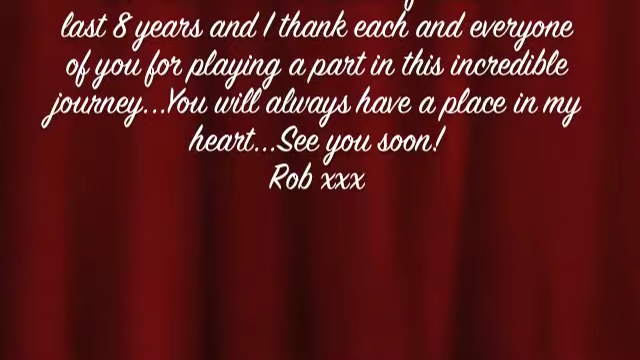 last 8 years and I thank each and everyone
of you for playing a part in this incredible
journey...You will always have a place in my
heart...See you soon!
Rob xxx